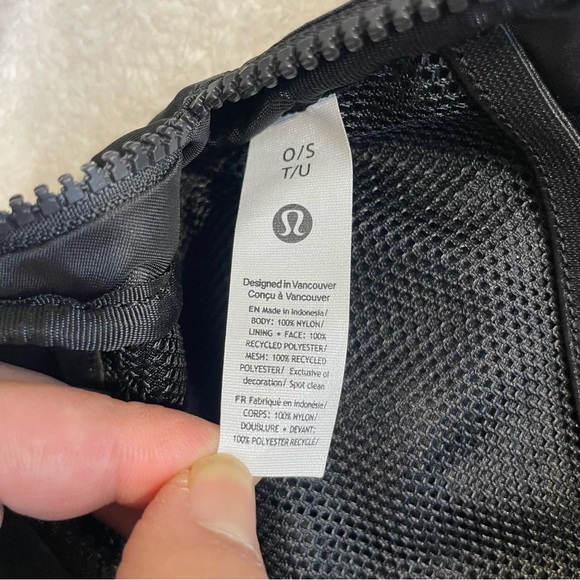 O/S
T/U
Designed in Vancouver
Conçu à Vancouver
EN Made in Indonesia/
BODY: 100% NYLON/
LINING • FACE: 100%
RECYCLED POLYESTER/
MESH: 100% RECYCLED
POLYESTER/ Exclusive of
decoration/ Spot clean
FR Fabriqué en Indonésie/
CORPS: 100% NYLON/
DOUBLURE • DEVANT:
100% POLYESTER RECYCLÉ/